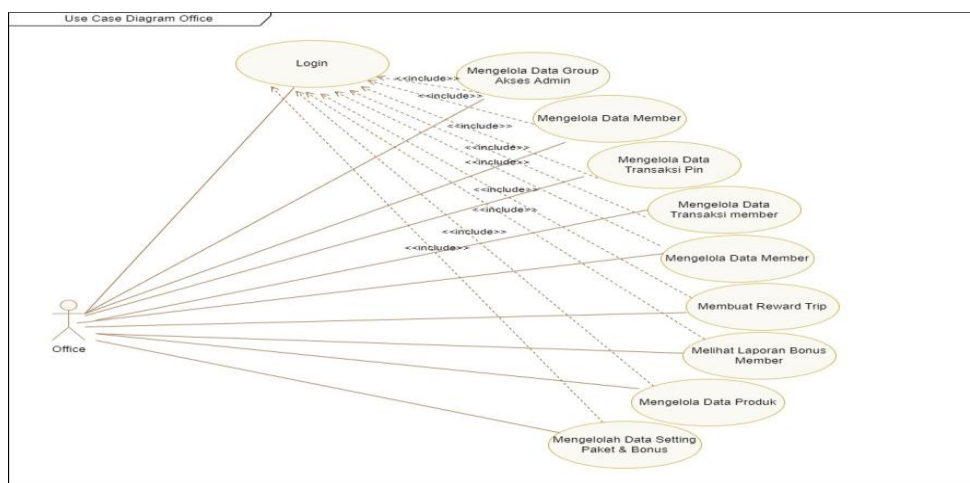 Use Case Diagram Office
Login
Mengelola Data Group
Akses Admin
<<include>>
<<include>>
Mengelola Data Member
<<include>>
<<include>>
<<include>>
Mengelola Data
Transaksi Pin
<<include>>
Mengelola Data
Transaksi member
<<include>>
<<include>>
<<include>>
Mengelola Data Member
Membuat Reward Trip
Office
Melihat Laporan Bonus
Member
Mengelola Data Produk
Mengelolah Data Setting
Paket & Bonus